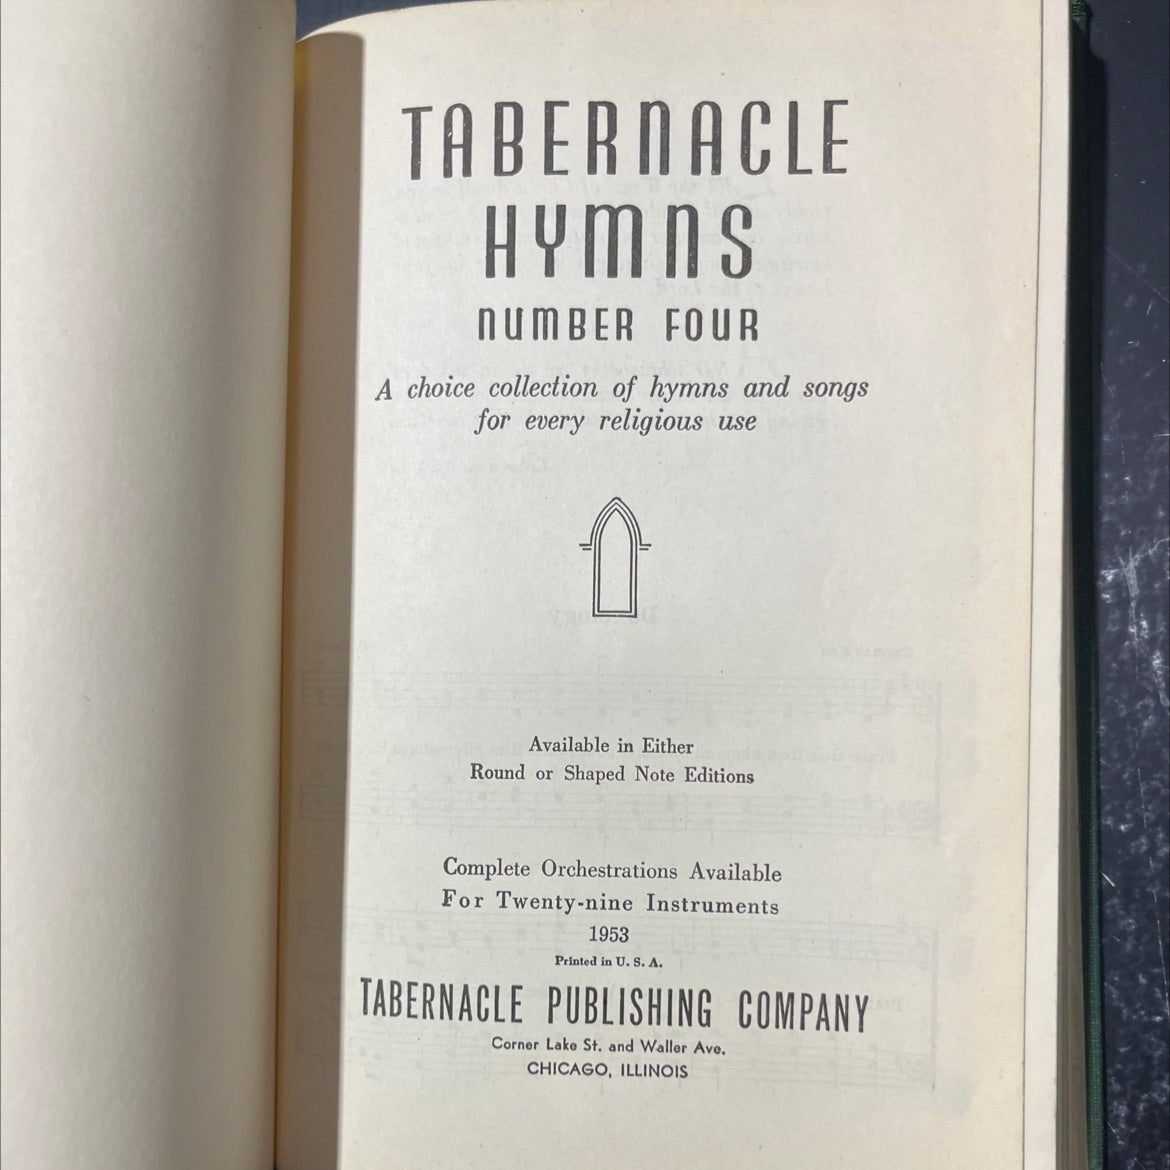 TABERNACLE
HYMNS
NUMBER FOUR
A choice collection of hymns and songs
for every religious use
Available in Either
Round or Shaped Note Editions
Complete Orchestrations Available
For Twenty-nine Instruments
1953
Printed in U. S. A.
TABERNACLE PUBLISHING COMPANY
Corner Lake St. and Waller Ave.
CHICAGO, ILLINOIS